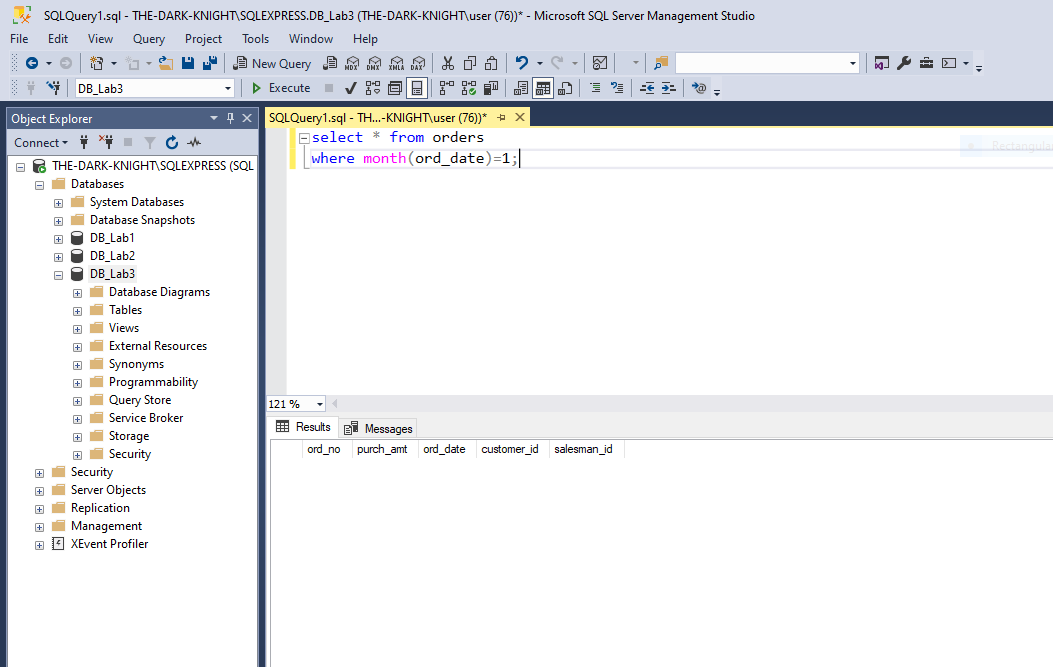 SQLQuery1.sql - THE-DARK-KNIGHT\SQLEXPRESS.DB_Lab3 (THE-DARK-KNIGHT\user (76))* - Microsoft SQL Server Management Studio
File Edit View Query Project Tools Window Help
New Query MDX DMX XMLA DAX
DB_Lab3 Execute
Object Explorer
Connect
THE-DARK-KNIGHT\SQLEXPRESS (SQL
Databases
System Databases
Database Snapshots
DB_Lab1
DB_Lab2
DB_Lab3
Database Diagrams
Tables
Views
External Resources
Synonyms
Programmability
Query Store
Service Broker
Storage
Security
Security
Server Objects
Replication
Management
XEvent Profiler
SQLQuery1.sql - TH...-KNIGHT\user (76))*
select * from orders
where month(ord_date)=1;
Rectangular
121 %
Results Messages
ord_no purch_amt ord_date customer_id salesman_id